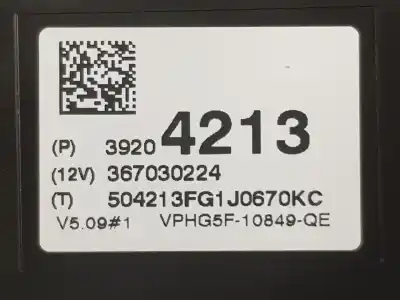 (P) 3920 4213
(12V) 367030224
(T) 504213FG1J0670KC
V5.09#1 VPHG5F-10849-QE